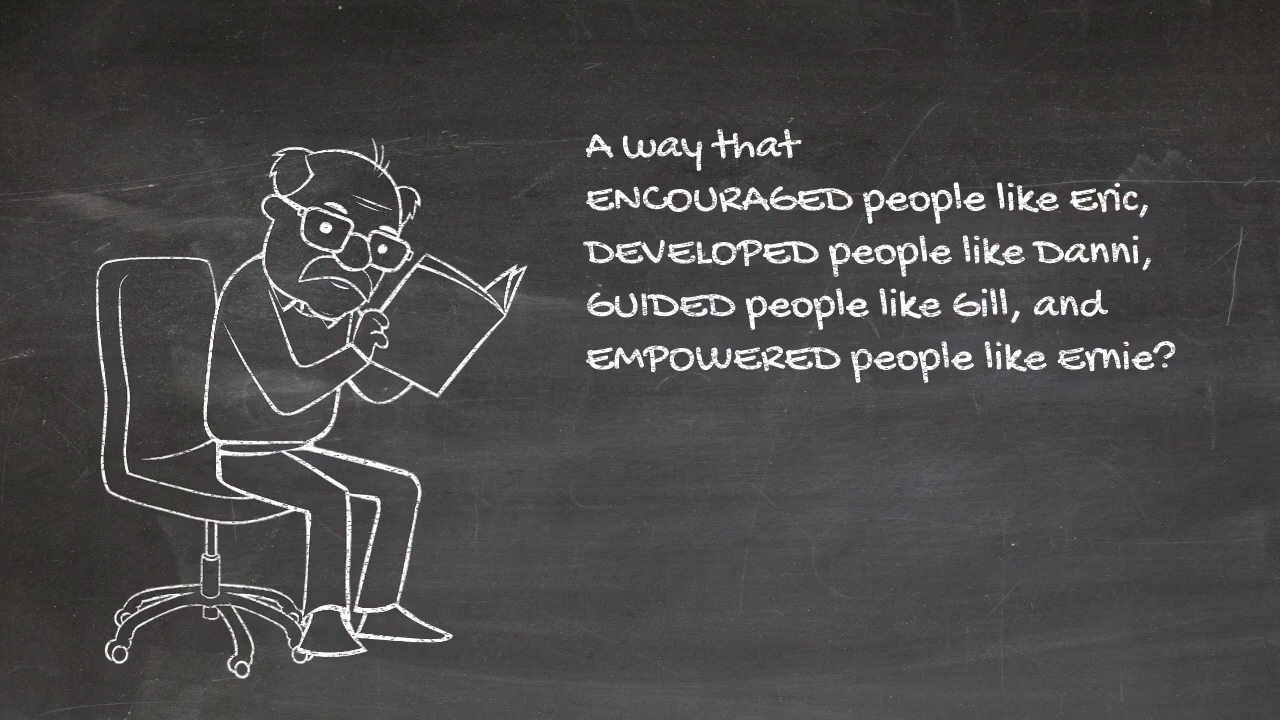 A way that
ENCOURAGED people like Eric,
DEVELOPED people like Danni,
GUIDED people like Gill, and
EMPOWERED people like Ernie?